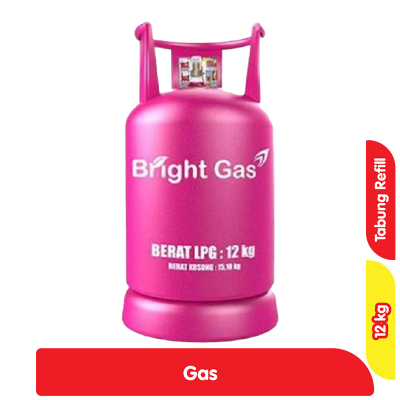 Bright Gas
BERAT LPG : 12 kg
BERAT KOSONG : 15,10 kg
Tabung Refill
12 kg
Gas